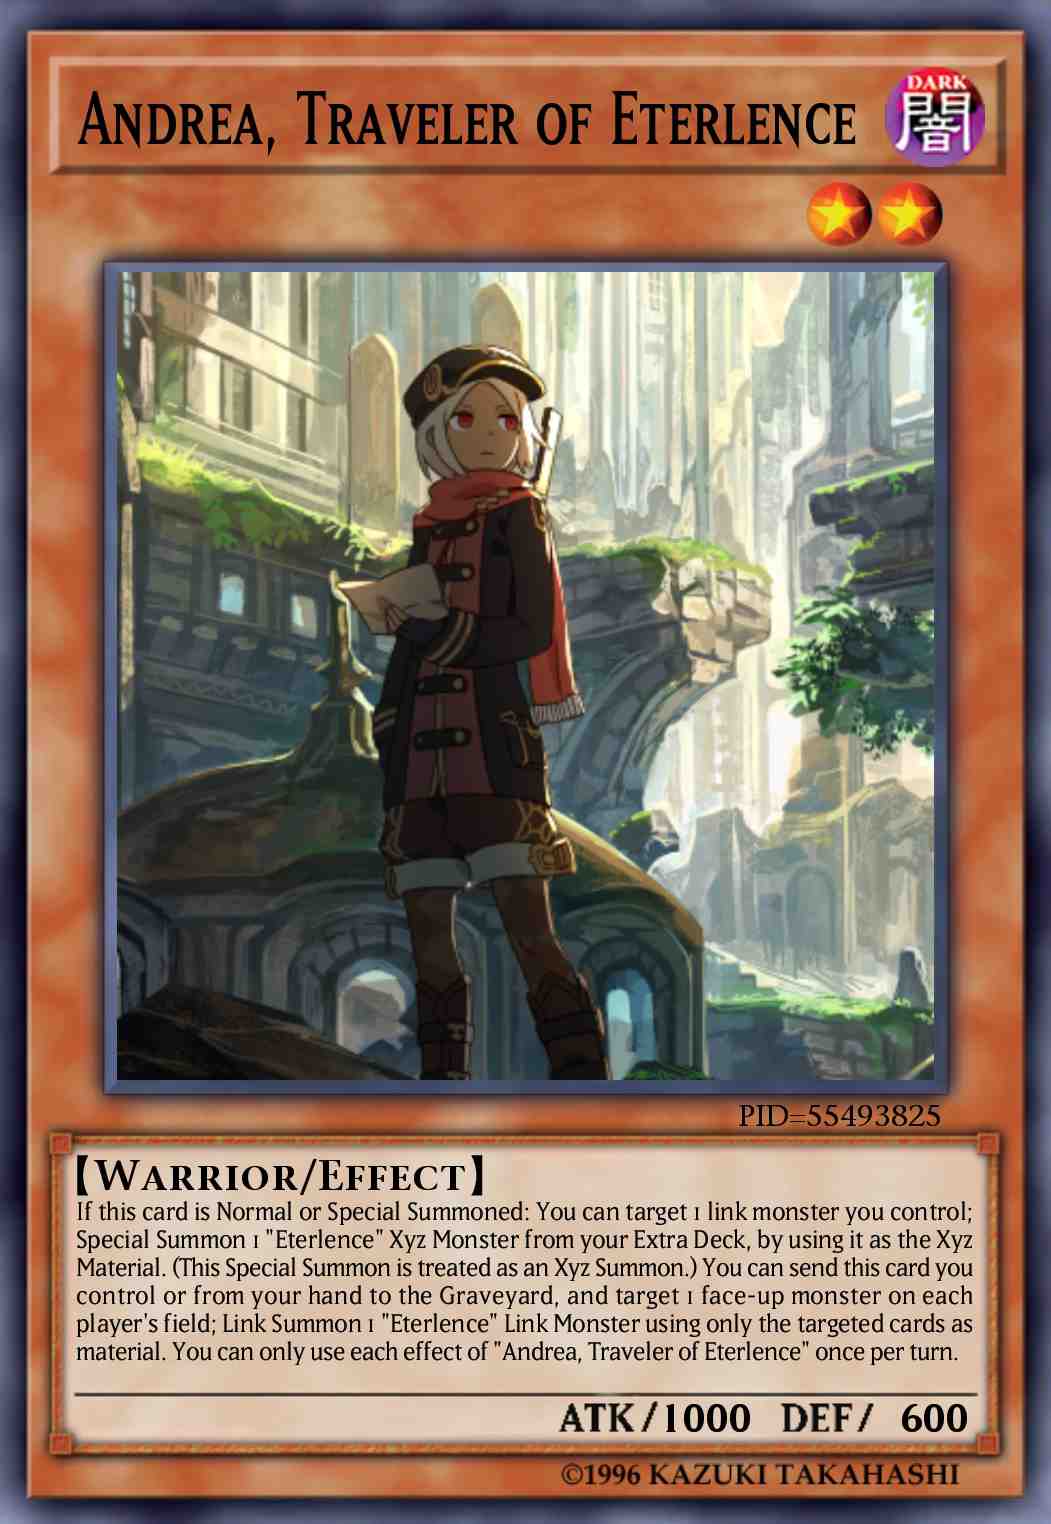 Andrea, Traveler of Eterlence
DARK
闇
PID=55493825
【Warrior/Effect】
If this card is Normal or Special Summoned: You can target 1 link monster you control;
Special Summon 1 "Eterlence" Xyz Monster from your Extra Deck, by using it as the Xyz
Material. (This Special Summon is treated as an Xyz Summon.) You can send this card you
control or from your hand to the Graveyard, and target 1 face-up monster on each
player's field; Link Summon 1 "Eterlence" Link Monster using only the targeted cards as
material. You can only use each effect of "Andrea, Traveler of Eterlence" once per turn.
ATK/1000 DEF/ 600
©1996 KAZUKI TAKAHASHI